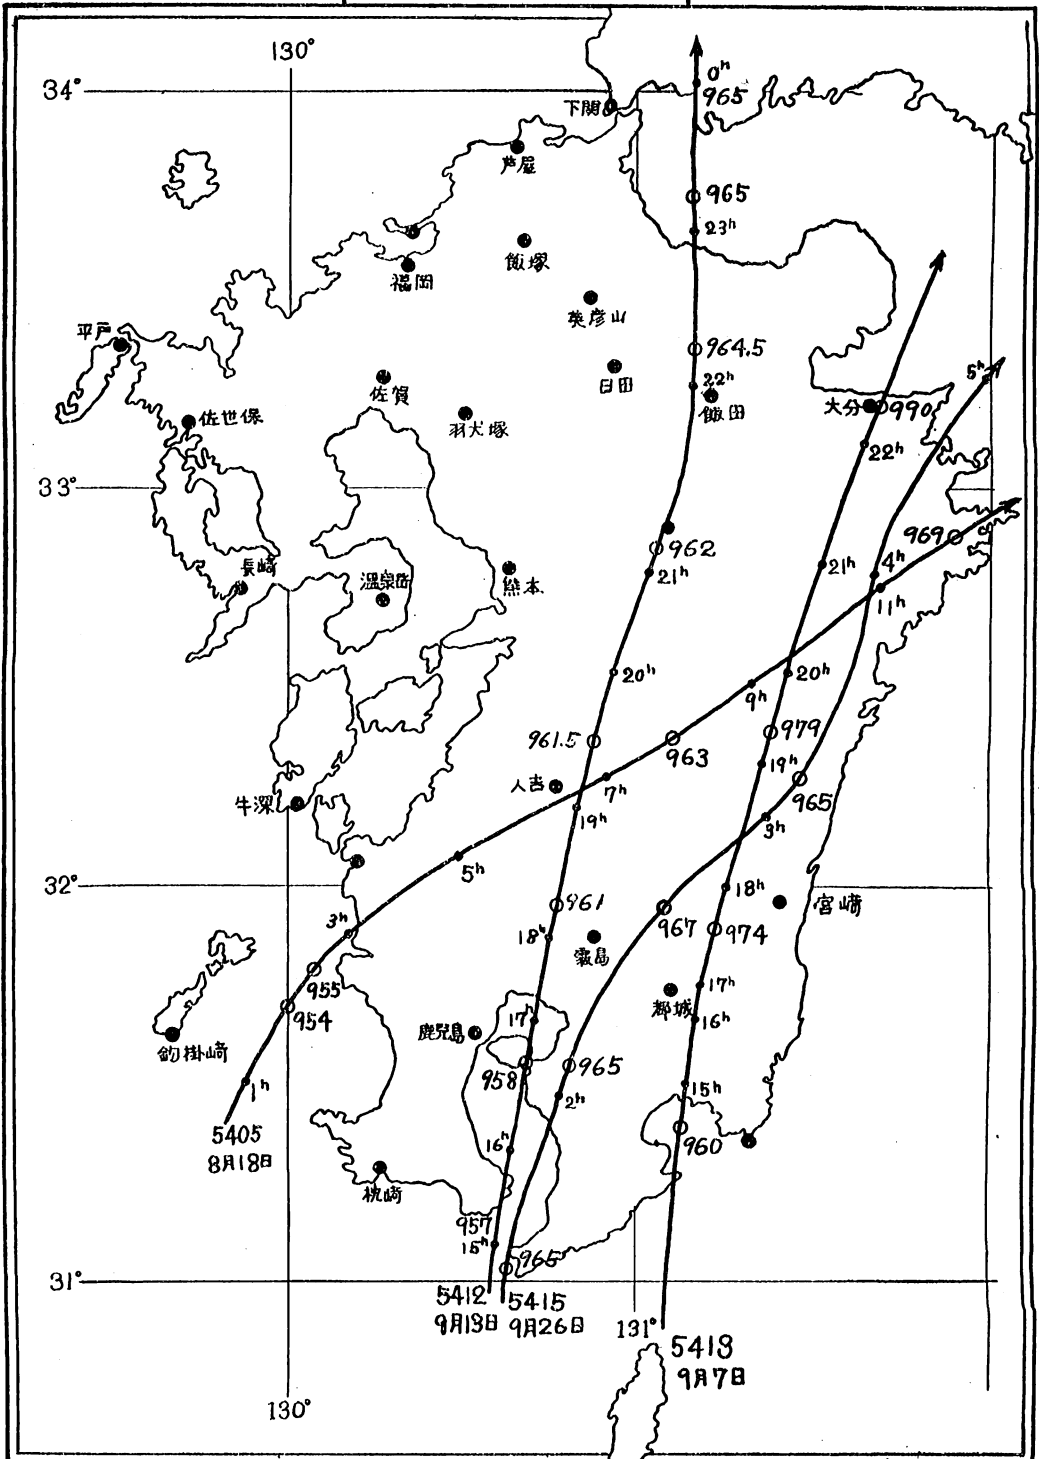 130°
34°
0ʰ
965
下関
芦屋
965
23ʰ
飯塚
福岡
英彦山
平戸
964.5
5ʰ
日田
22ʰ
佐賀
飯田
大分
990
佐世保
羽犬塚
22ʰ
33°
969
962
長崎
温泉岳
熊本
21ʰ
21ʰ
4ʰ
11ʰ
20ʰ
20ʰ
9ʰ
961.5
963
979
19ʰ
人吉
7ʰ
965
牛深
19ʰ
3ʰ
5ʰ
32°
18ʰ
宮崎
961
967
974
3ʰ
18ʰ
霧島
955
954
17ʰ
都城
17ʰ
16ʰ
鹿児島
釣掛崎
958
965
1ʰ
2ʰ
15ʰ
5405
8月18日
16ʰ
960
枕崎
957
15ʰ
965
31°
5412
9月13日
5415
9月26日
131°
5413
9月7日
130°